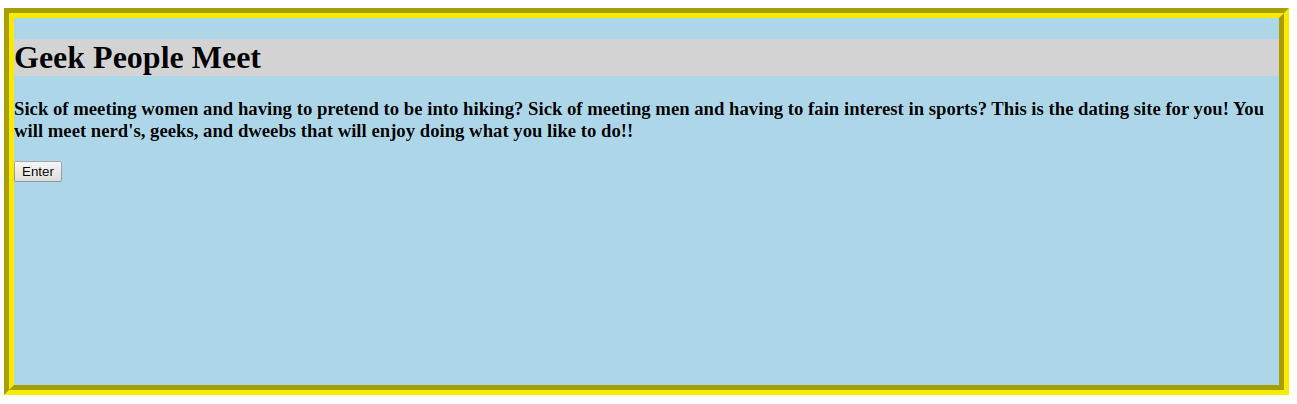 Geek People Meet
Sick of meeting women and having to pretend to be into hiking? Sick of meeting men and having to fain interest in sports? This is the dating site for you! You
will meet nerd's, geeks, and dweebs that will enjoy doing what you like to do!!
Enter